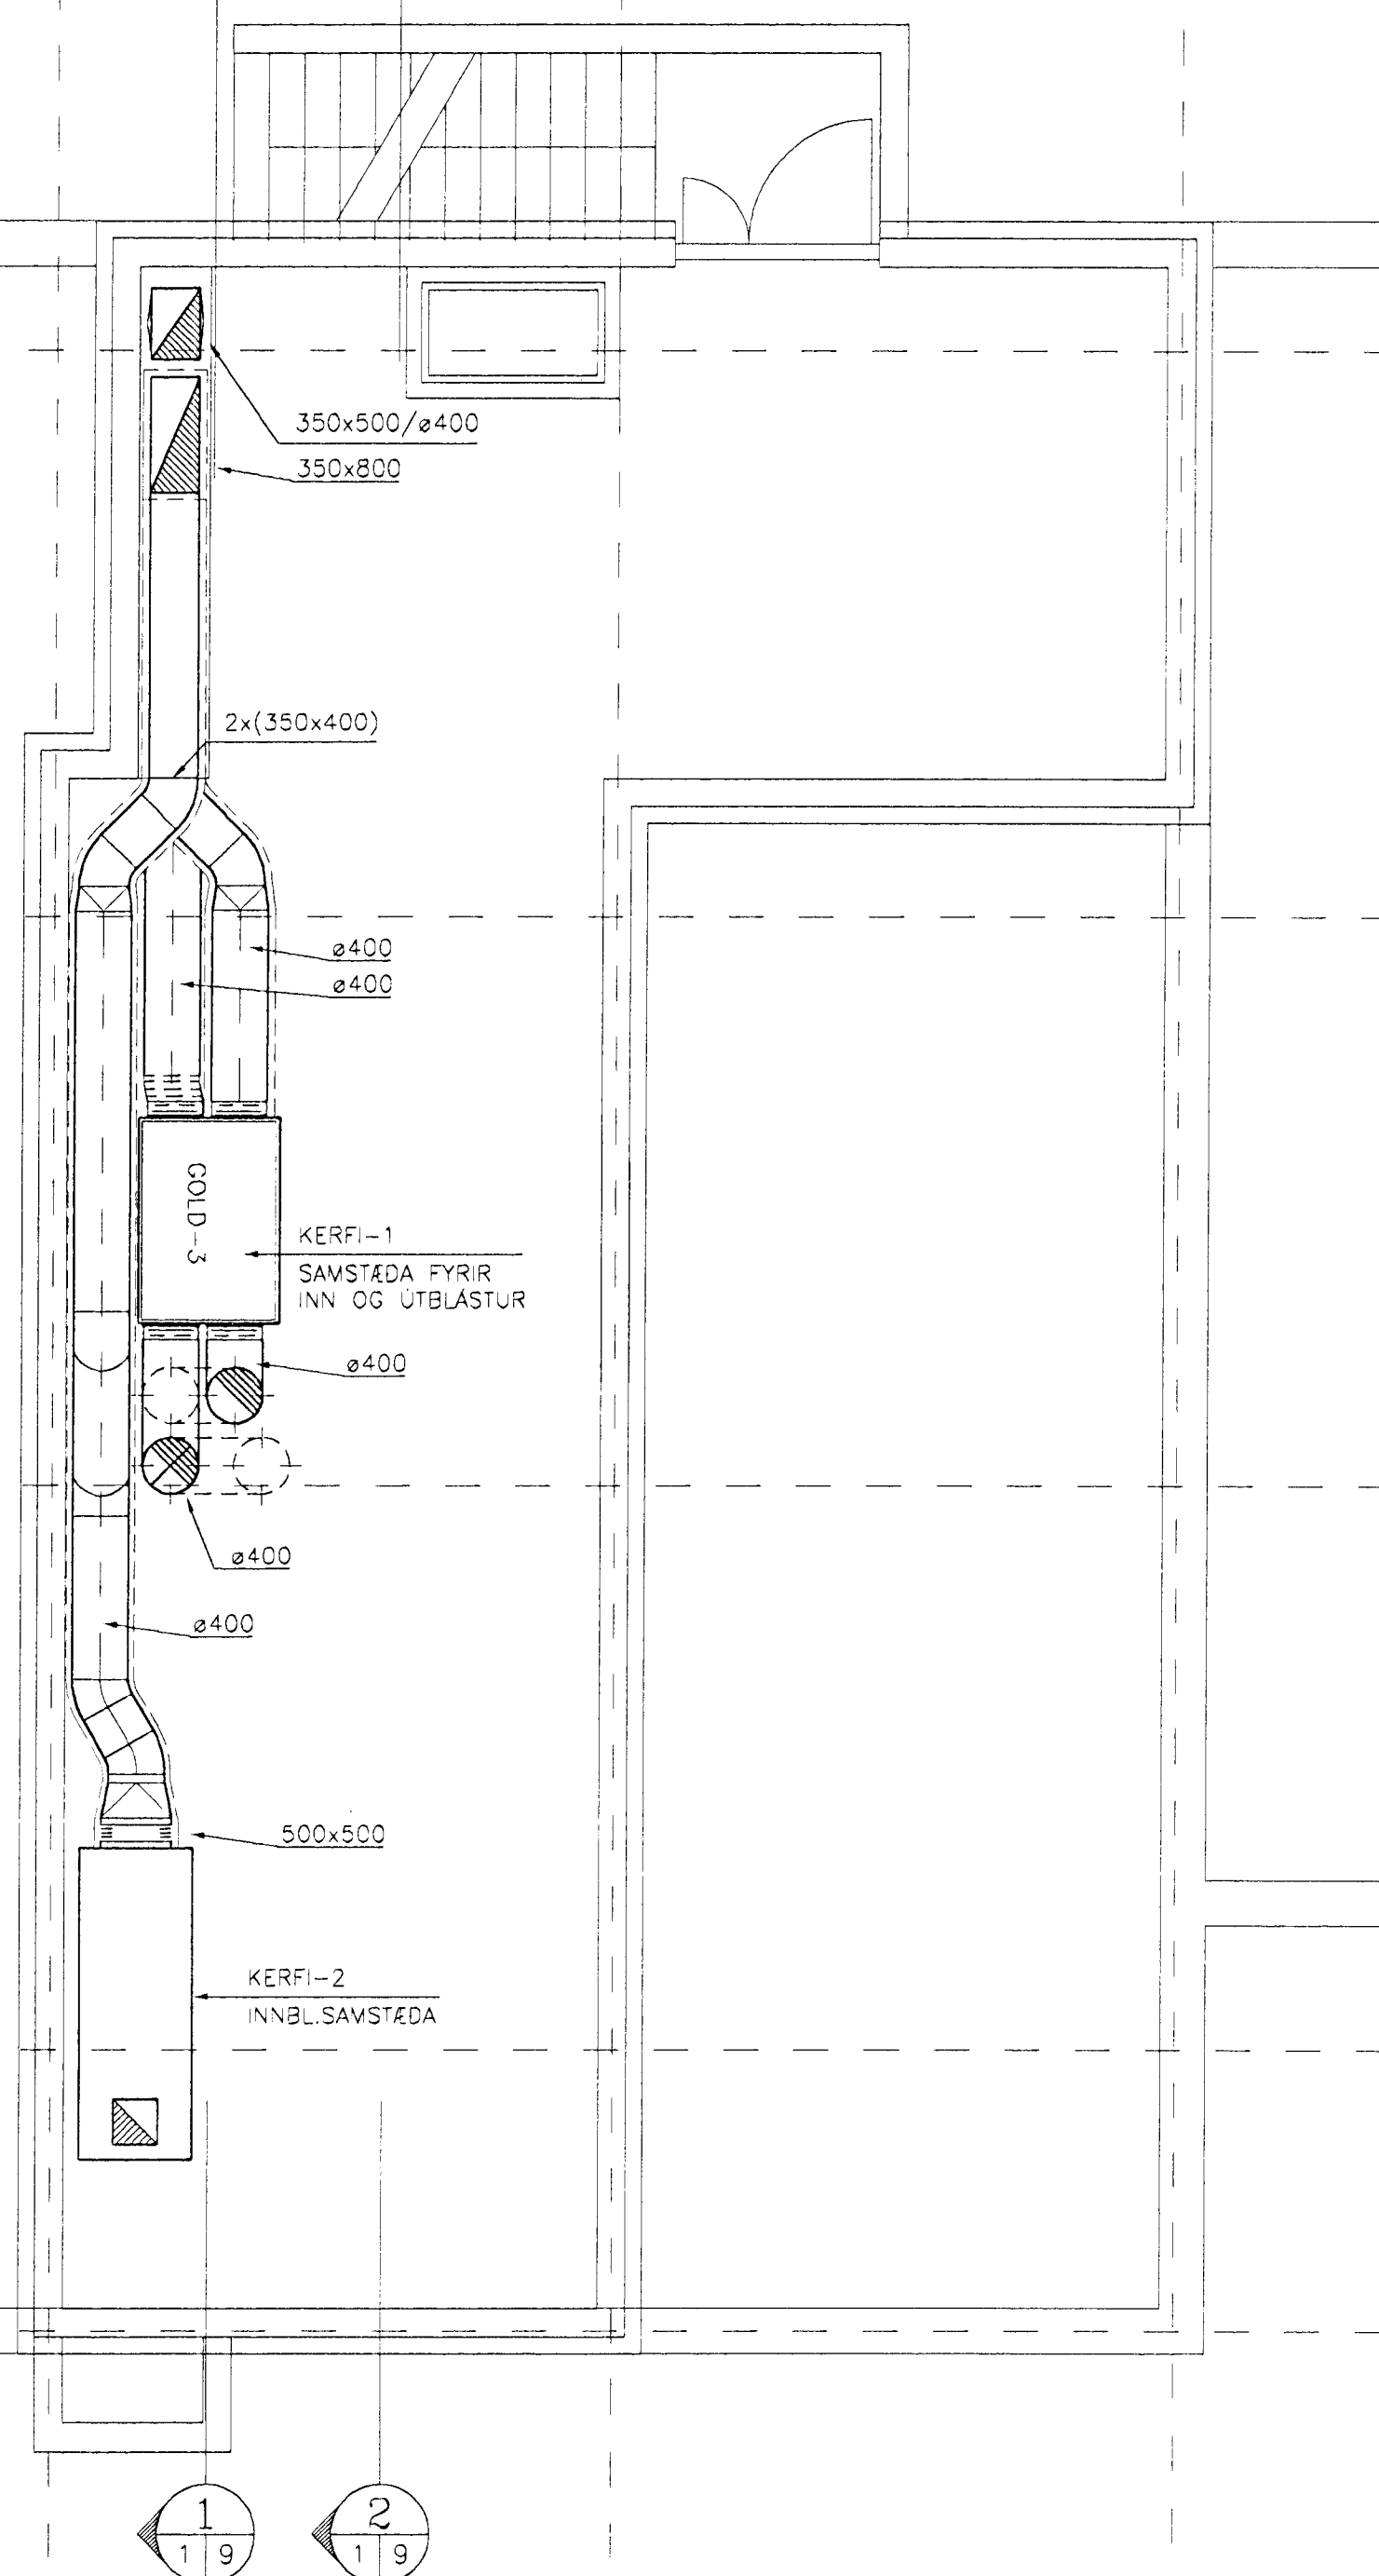 350x500/ø400
350x800
2x(350x400)
ø400
ø400
GOLD-3
KERFI-1
SAMSTÆÐA FYRIR
INN OG ÚTBLÁSTUR
ø400
ø400
ø400
500x500
KERFI-2
INNBL.SAMSTÆÐA
1
1 9
2
1 9